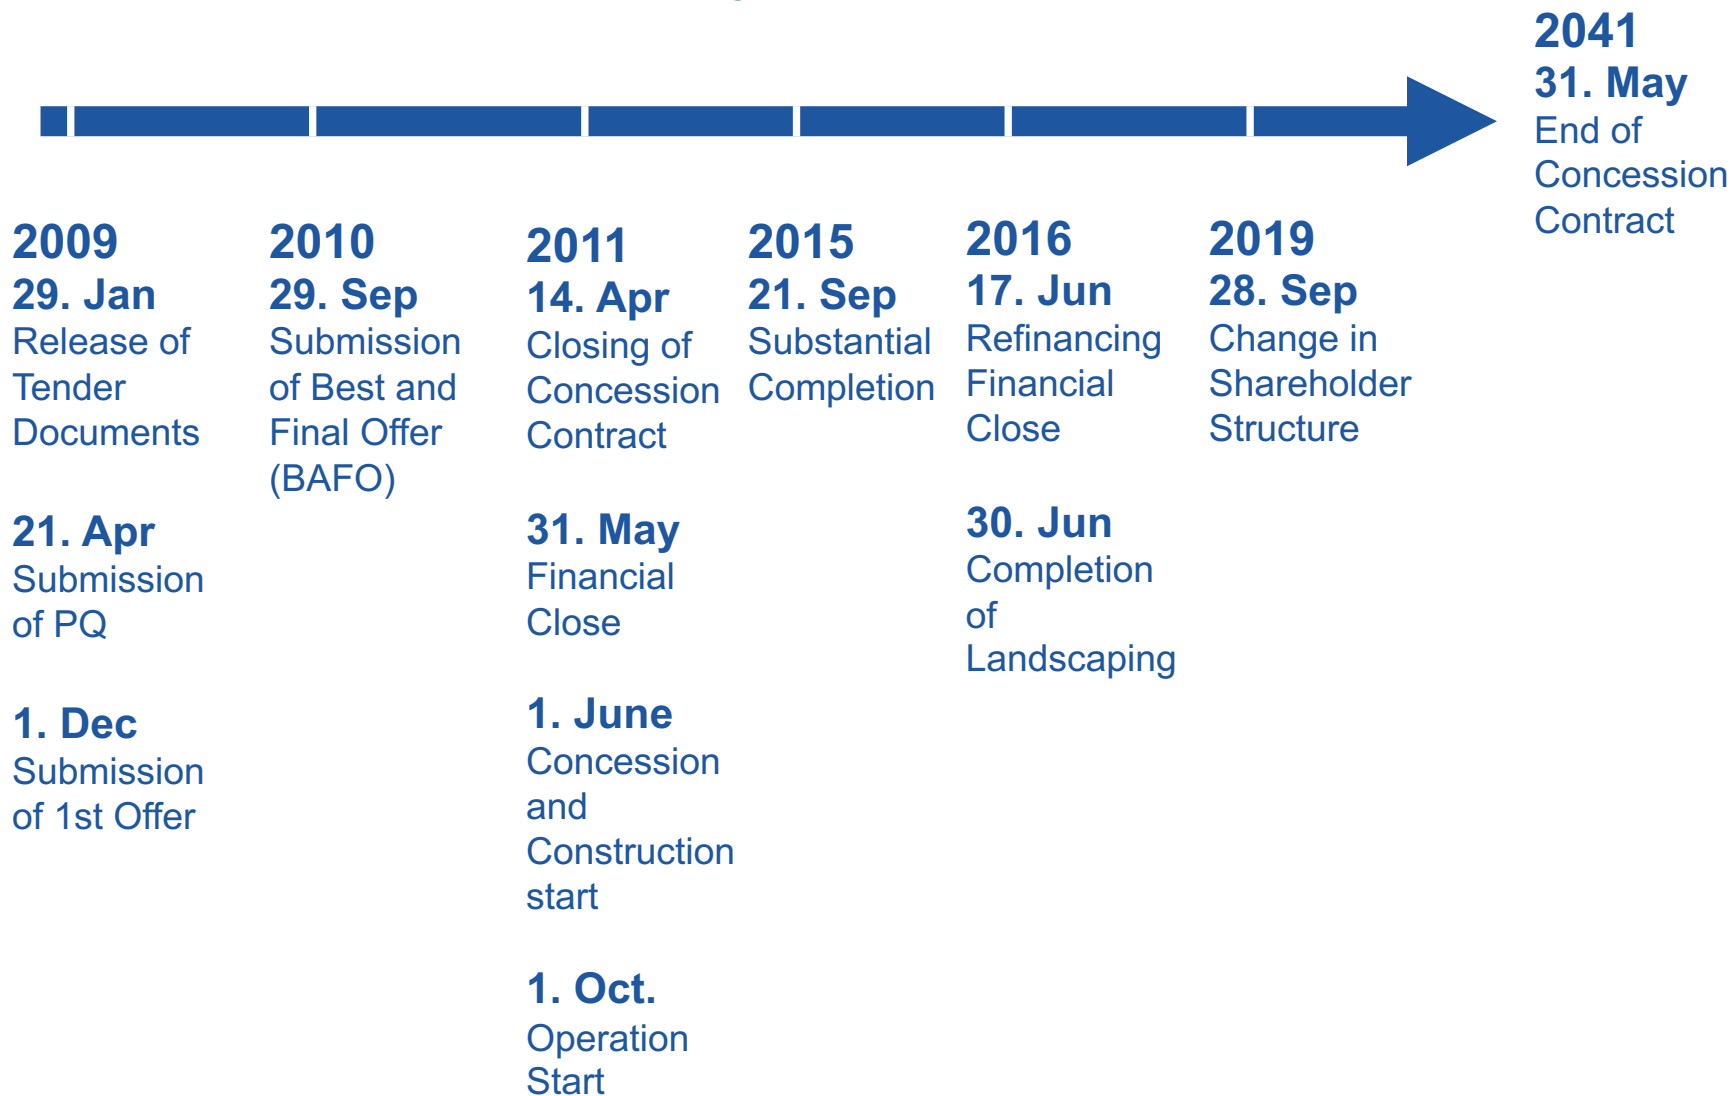 2009
29. Jan
Release of
Tender
Documents
21. Apr
Submission
of PQ
1. Dec
Submission
of 1st Offer
2010
29. Sep
Submission
of Best and
Final Offer
(BAFO)
2011
14. Apr
Closing of
Concession
Contract
31. May
Financial
Close
1. June
Concession
and
Construction
start
1. Oct.
Operation
Start
2015
21. Sep
Substantial
Completion
2016
17. Jun
Refinancing
Financial
Close
30. Jun
Completion
of
Landscaping
2019
28. Sep
Change in
Shareholder
Structure
2041
31. May
End of
Concession
Contract